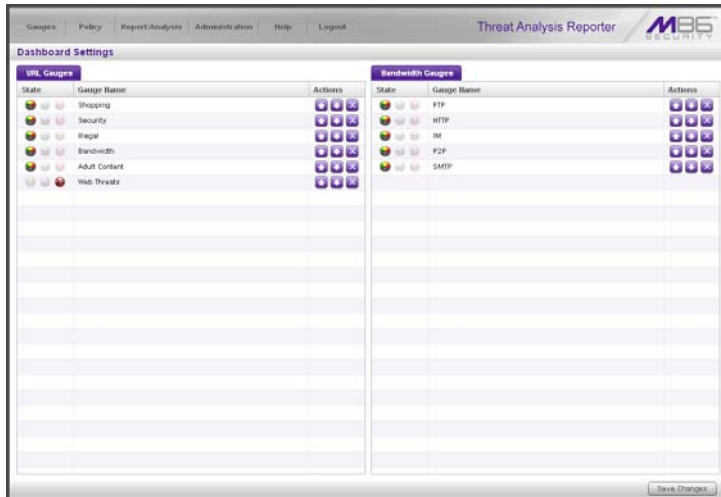 Gauges Policy Report/Analysis Administration Help Logout
Threat Analysis Reporter
M86 SECURITY
Dashboard Settings
URL Gauges
State Gauge Name Actions
Shopping
Security
Illegal
Bandwidth
Adult Content
Web Threats
Bandwidth Gauges
State Gauge Name Actions
FTP
HTTP
IM
P2P
SMTP
Save Changes